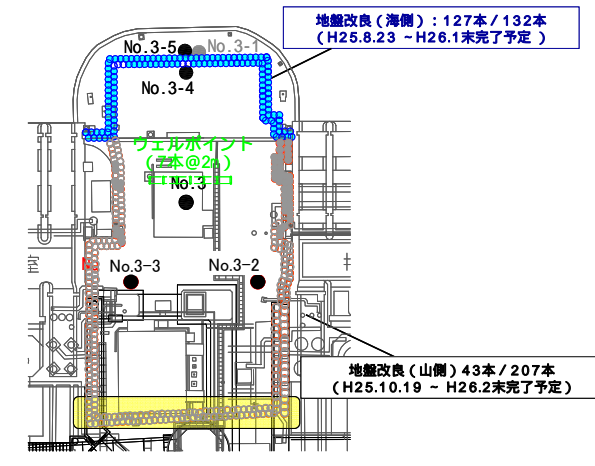 地盤改良(海側):127本/132本
(H25.8.23 ~H26.1末完了予定 )
No.3-5
No.3-1
No.3-4
ウェルポイント
(7本@2m)
No.3
No.3-3
No.3-2
室
地盤改良(山側)43本/207本
(H25.10.19 ~ H26.2末完了予定)